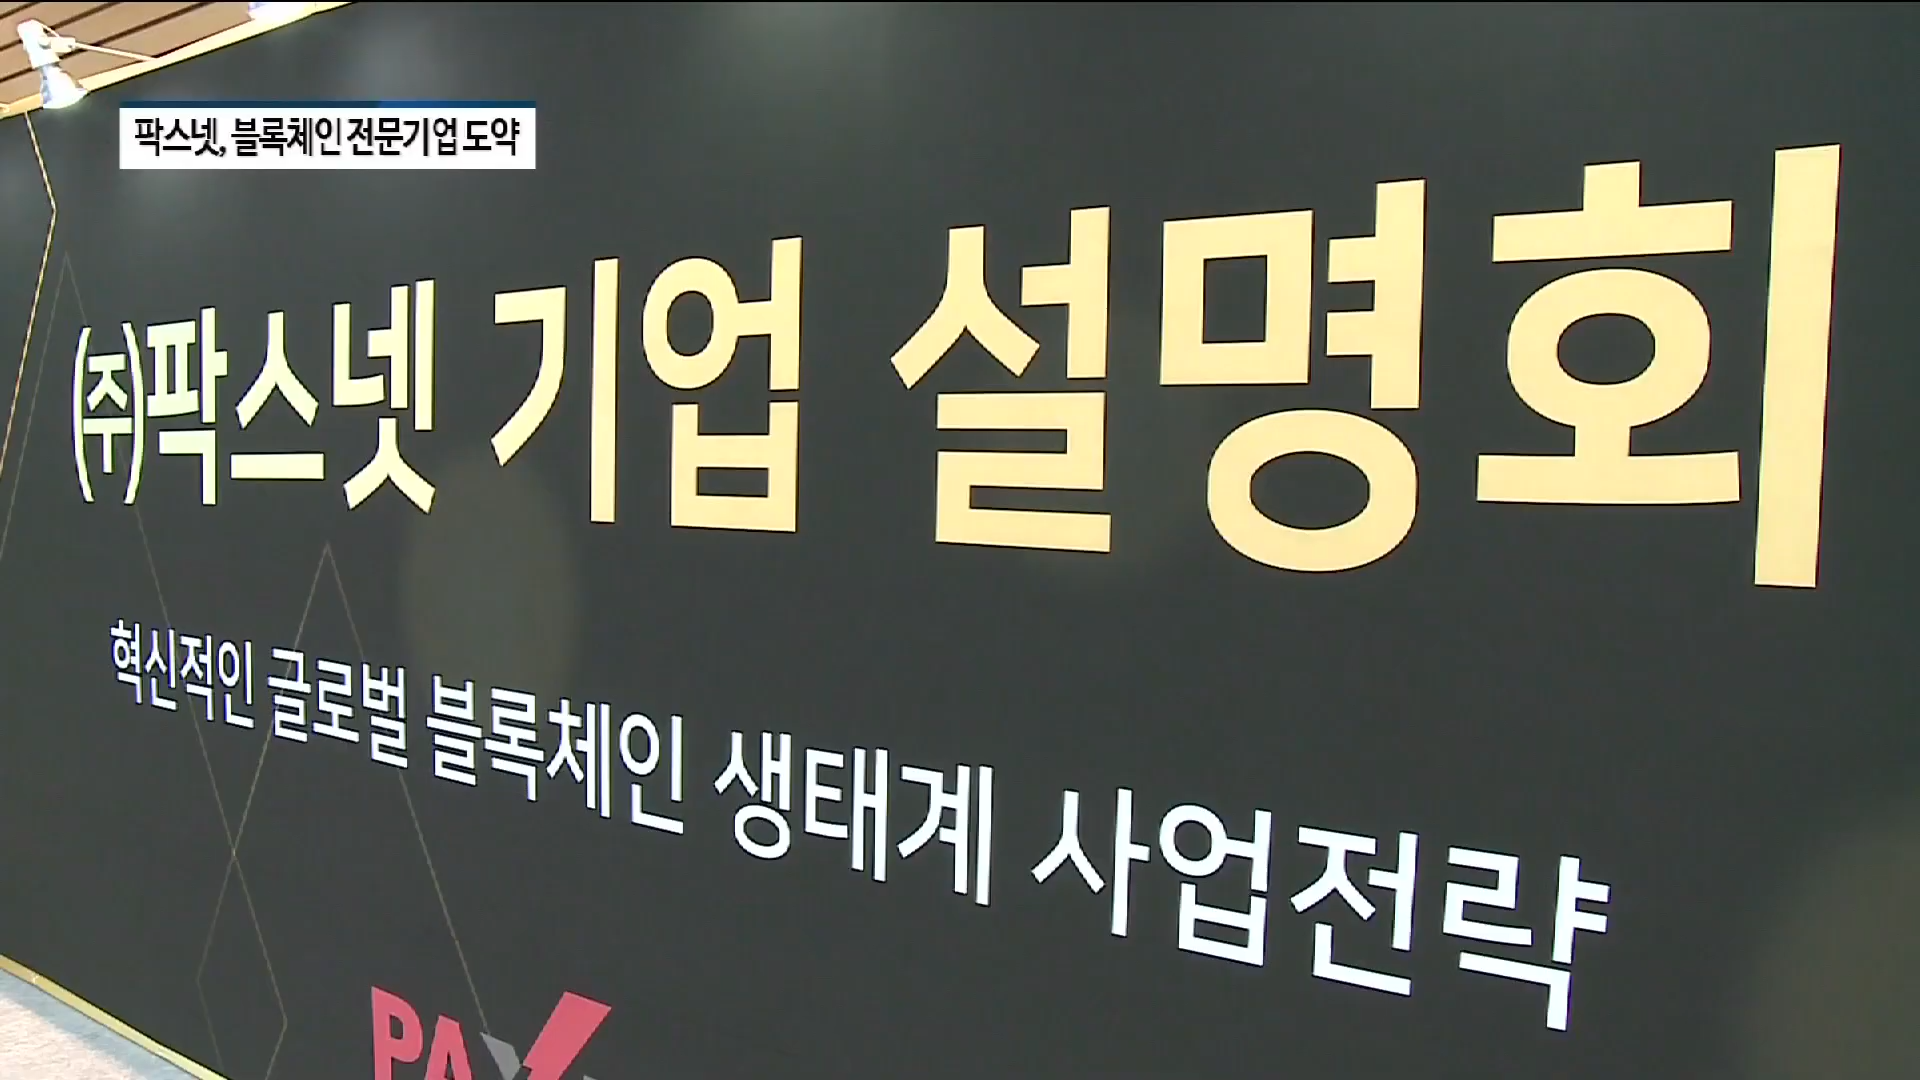 팍스넷, 블록체인 전문기업 도약
㈜팍스넷 기업 설명회
혁신적인 글로벌 블록체인 생태계 사업전략
PAX